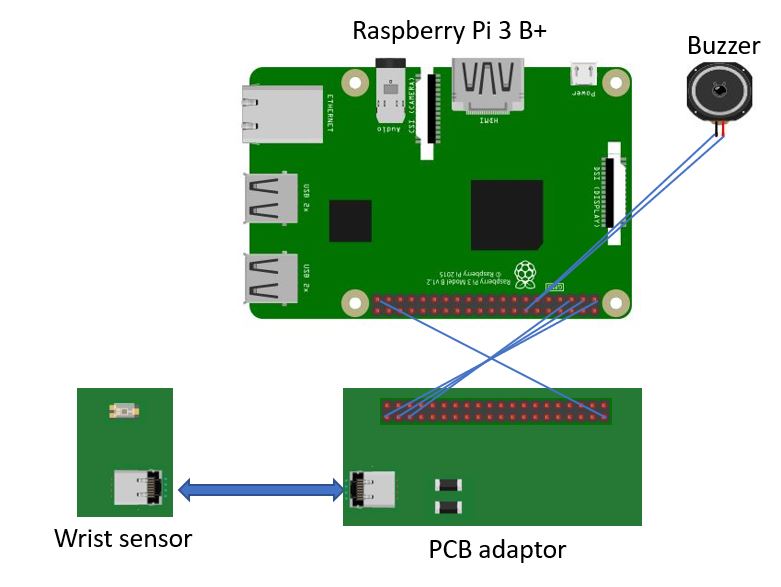 Raspberry Pi 3 B+
Buzzer
ETHERNET
Audio
CSI (CAMERA)
HDMI
Power
DSI (DISPLAY)
USB 2x
USB 2x
Raspberry Pi 3 Model B v1.2
© Raspberry Pi 2015
GPIO
Wrist sensor
PCB adaptor